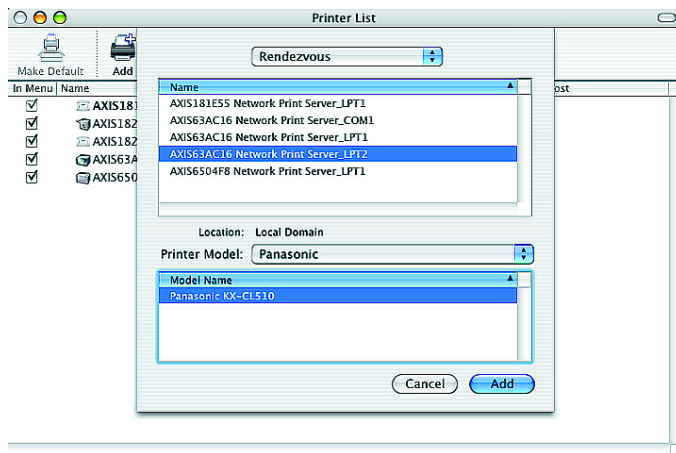 Printer List
Make Default
Add
In Menu
Name
ost
AXIS181
AXIS182
AXIS182
AXIS63A
AXIS650
Rendezvous
Name
AXIS181E55 Network Print Server_LPT1
AXIS63AC16 Network Print Server_COM1
AXIS63AC16 Network Print Server_LPT1
AXIS63AC16 Network Print Server_LPT2
AXIS6504F8 Network Print Server_LPT1
Location: Local Domain
Printer Model: Panasonic
Model Name
Panasonic KX-CL510
Cancel
Add